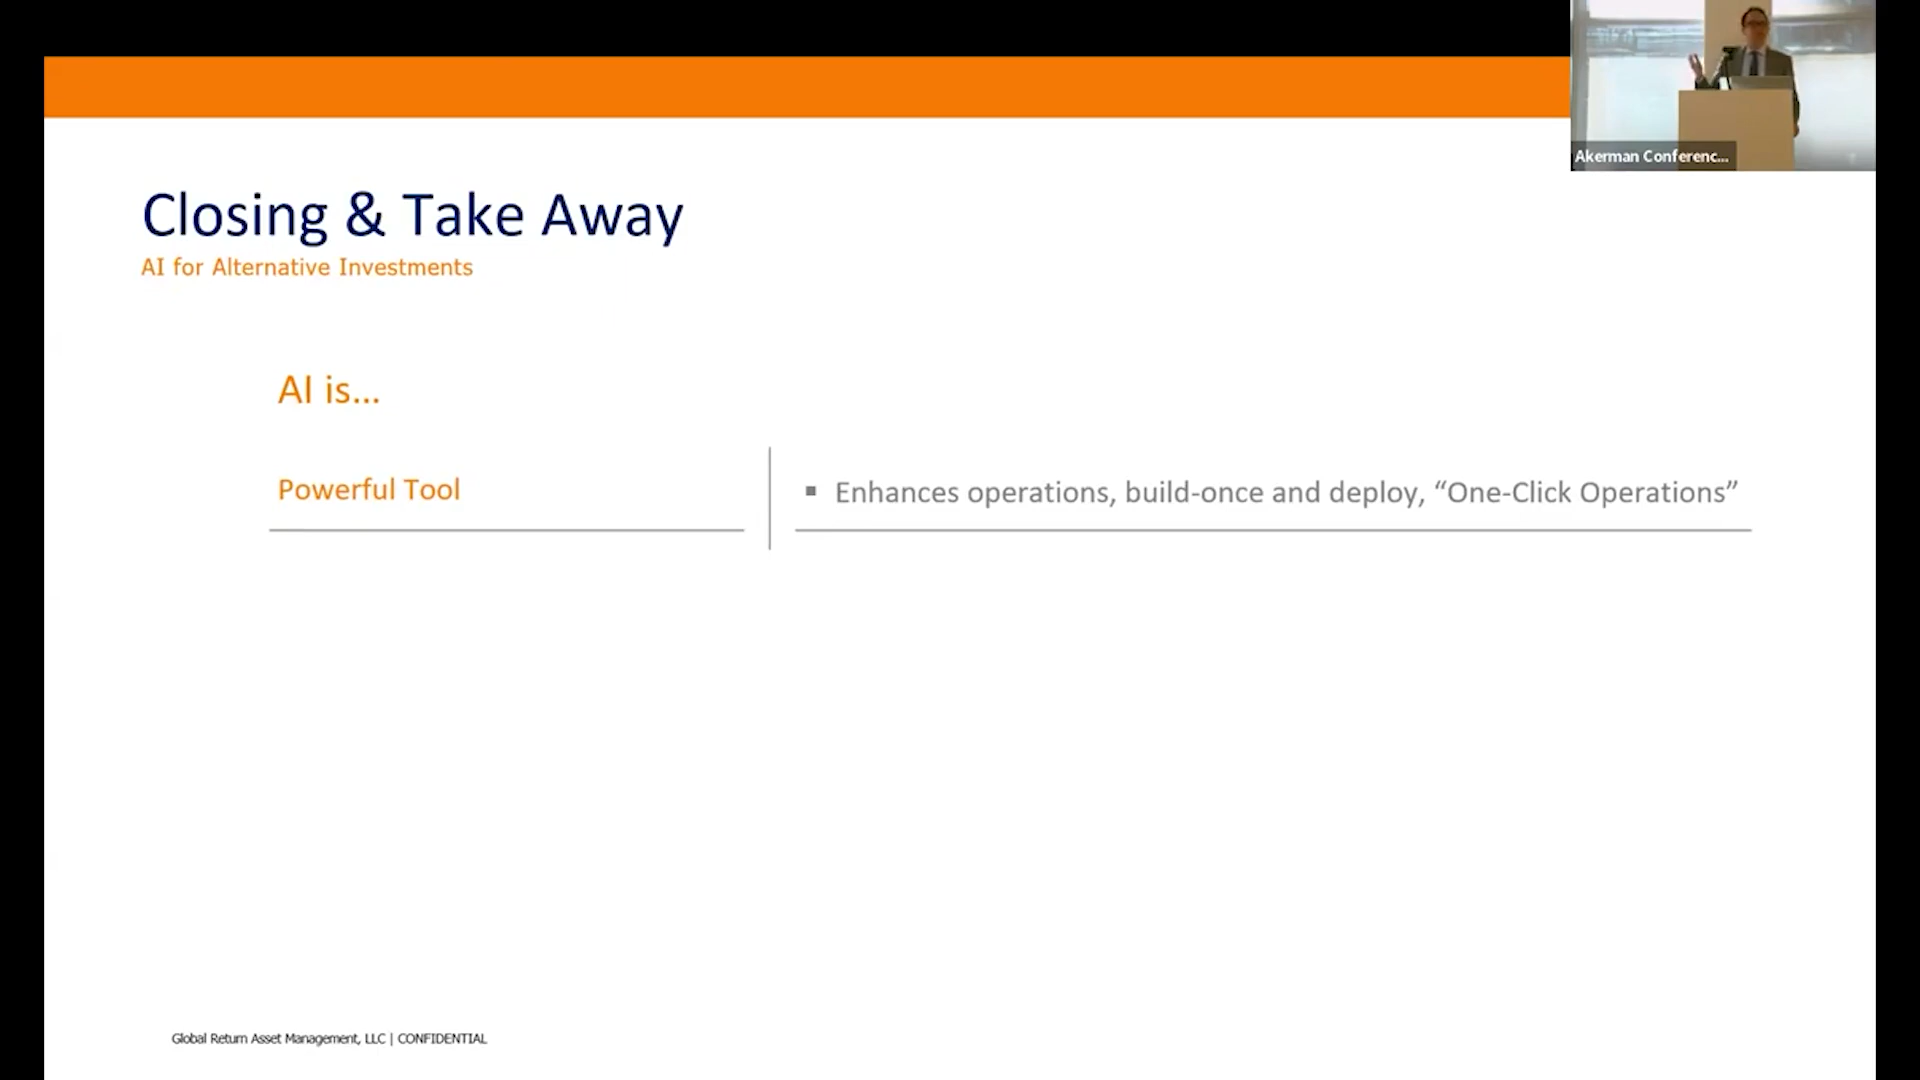 Akerman Conferenc...
Closing & Take Away
AI for Alternative Investments
AI is...
Powerful Tool
▪ Enhances operations, build-once and deploy, “One-Click Operations”
Global Return Asset Management, LLC | CONFIDENTIAL